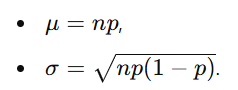 • μ = np,
• σ = √np(1 − p).